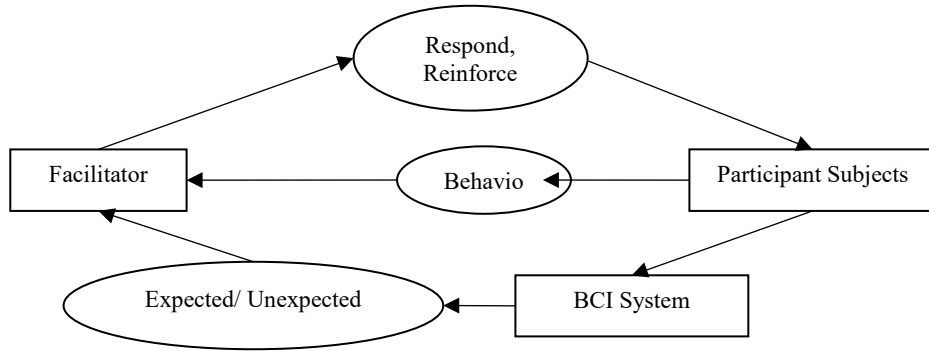 Respond,
Reinforce
Facilitator
Behavio
Participant Subjects
Expected/ Unexpected
BCI System